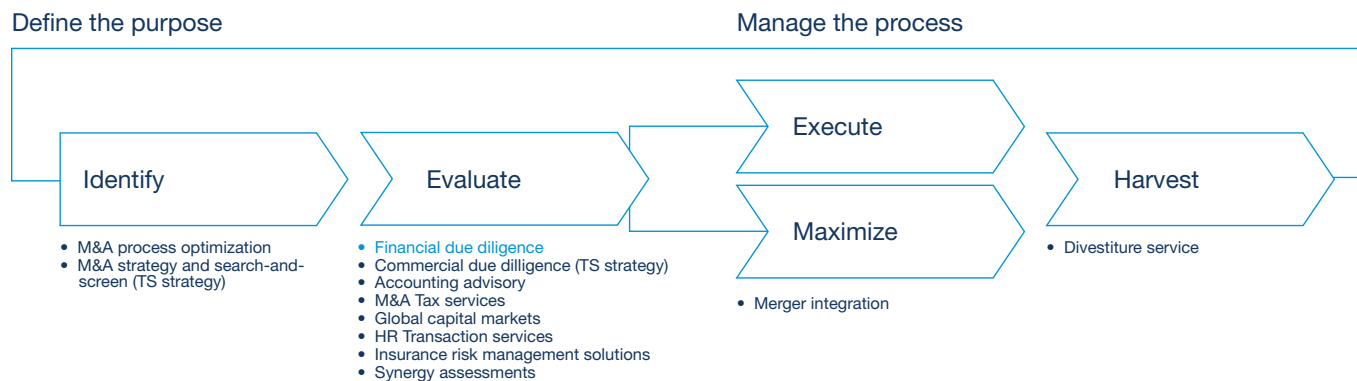 Define the purpose
Manage the process
Identify
Evaluate
Execute
Maximize
Harvest
• M&A process optimization
• M&A strategy and search-and-
screen (TS strategy)
• Financial due diligence
• Commercial due dilligence (TS strategy)
• Accounting advisory
• M&A Tax services
• Global capital markets
• HR Transaction services
• Insurance risk management solutions
• Synergy assessments
• Merger integration
• Divestiture service